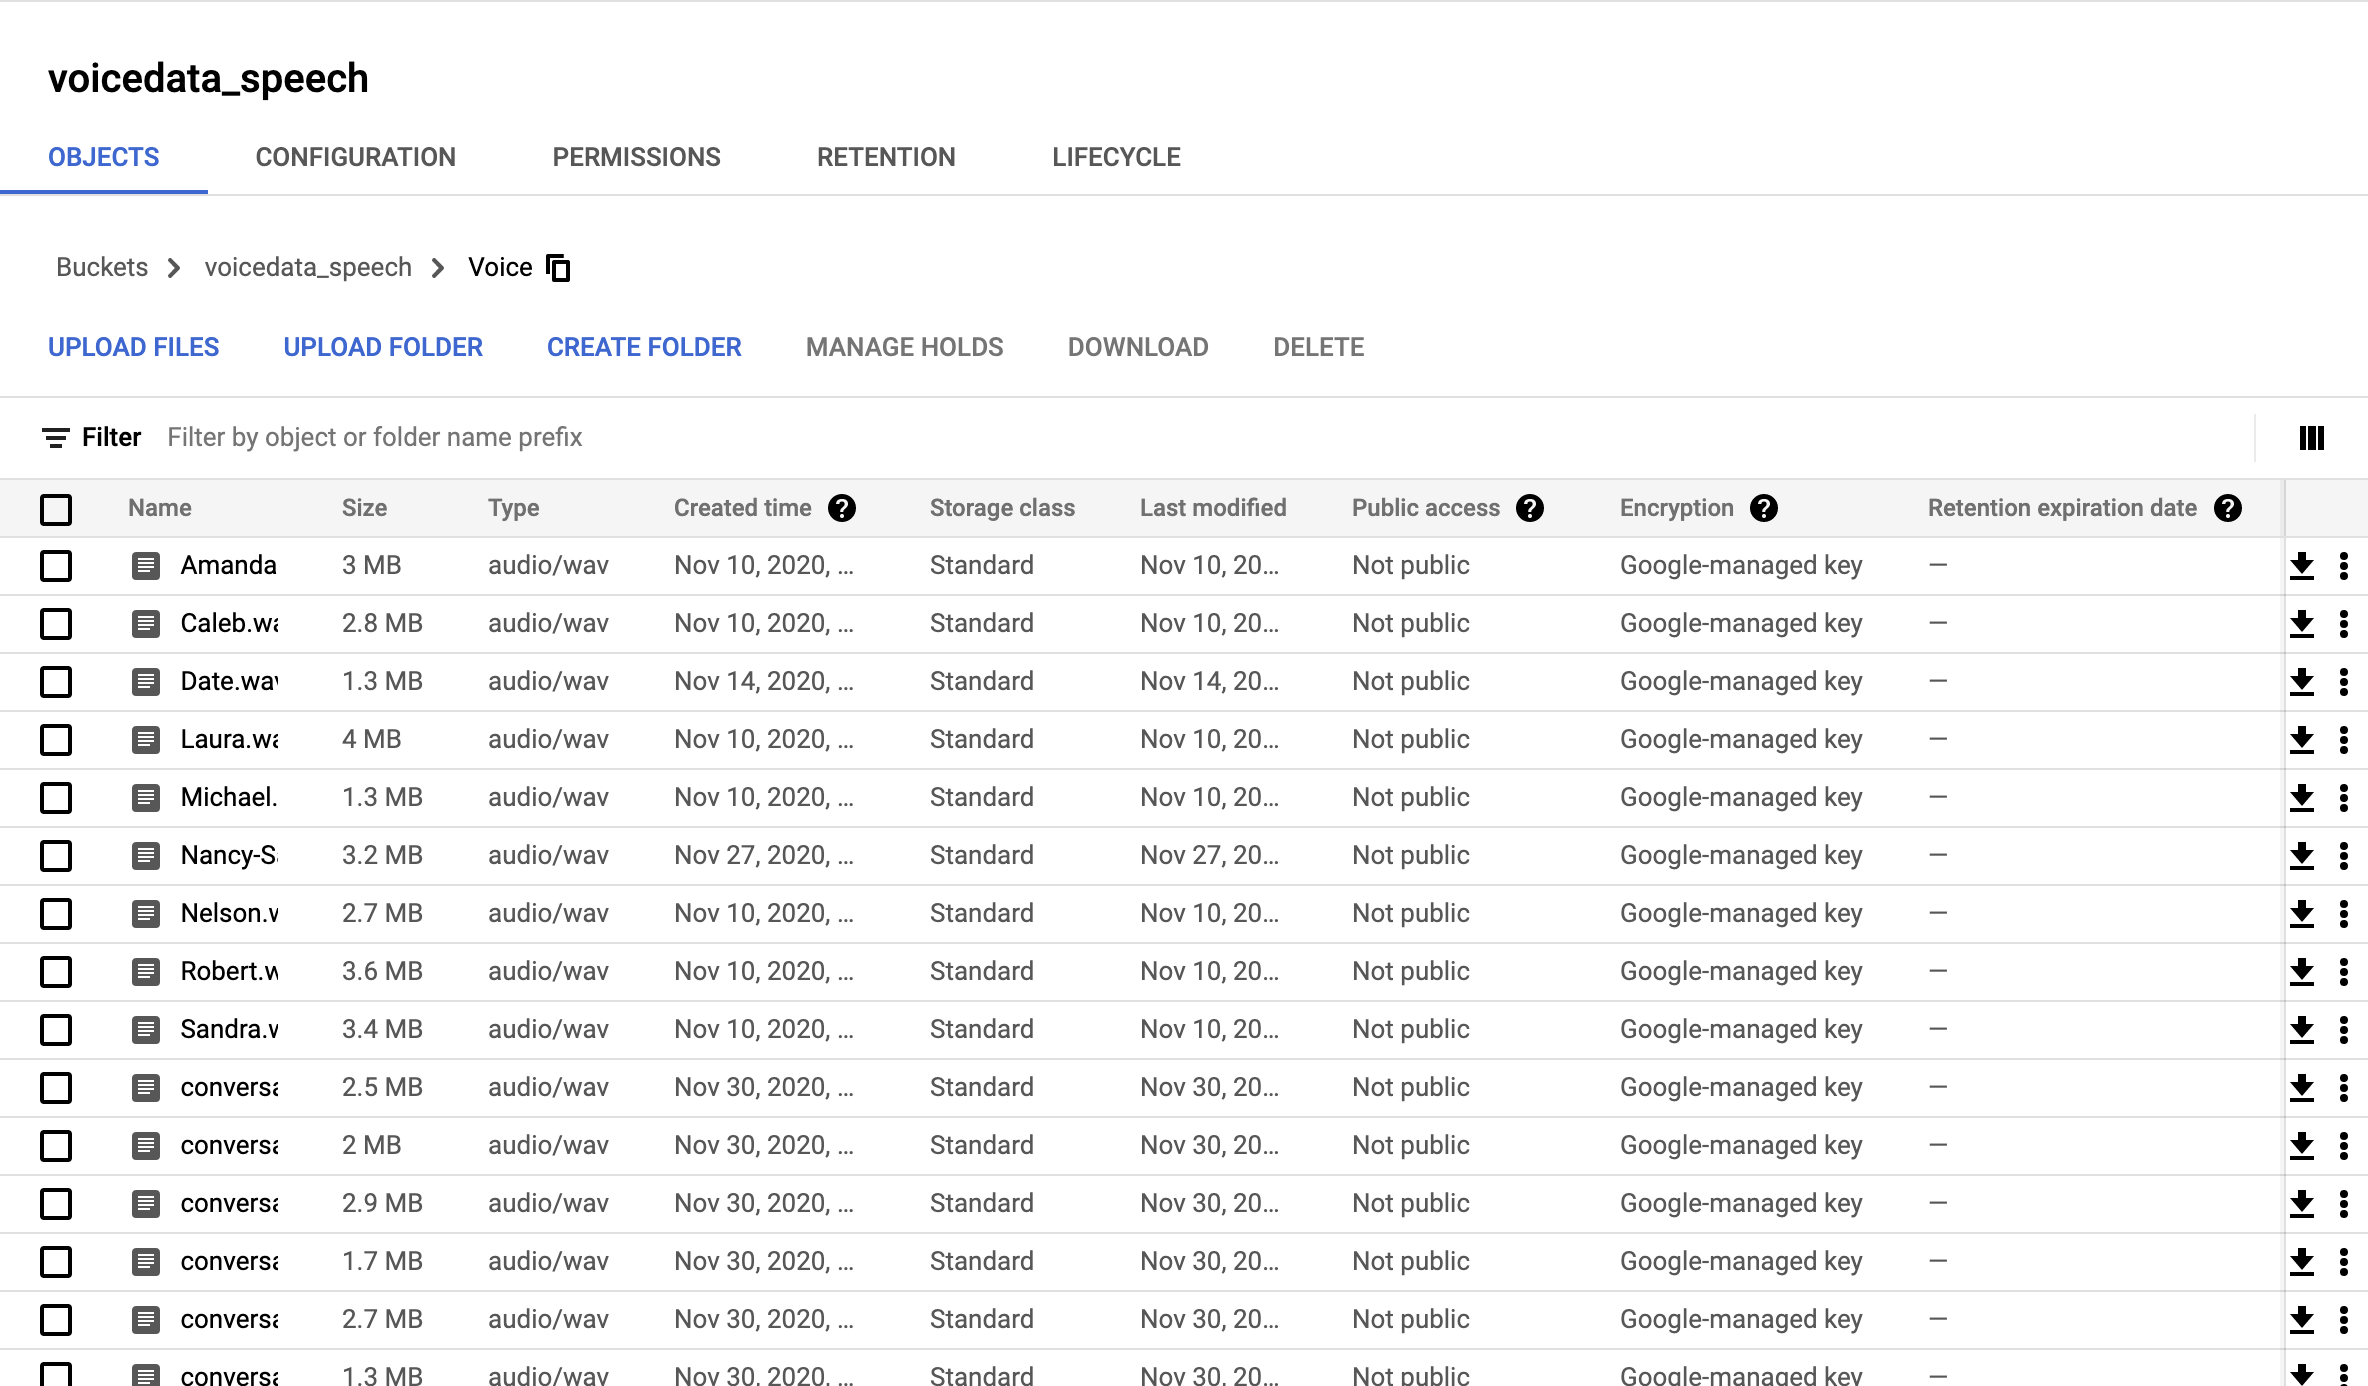 voicedata_speech
OBJECTS CONFIGURATION PERMISSIONS RETENTION LIFECYCLE
Buckets voicedata_speech Voice
UPLOAD FILES UPLOAD FOLDER CREATE FOLDER MANAGE HOLDS DOWNLOAD DELETE
Filter Filter by object or folder name prefix
Name Size Type Created time Storage class Last modified Public access Encryption Retention expiration date
Amanda 3 MB audio/wav Nov 10, 2020, ... Standard Nov 10, 20... Not public Google-managed key —
Caleb.wa 2.8 MB audio/wav Nov 10, 2020, ... Standard Nov 10, 20... Not public Google-managed key —
Date.wav 1.3 MB audio/wav Nov 14, 2020, ... Standard Nov 14, 20... Not public Google-managed key —
Laura.wa 4 MB audio/wav Nov 10, 2020, ... Standard Nov 10, 20... Not public Google-managed key —
Michael. 1.3 MB audio/wav Nov 10, 2020, ... Standard Nov 10, 20... Not public Google-managed key —
Nancy-Sa 3.2 MB audio/wav Nov 27, 2020, ... Standard Nov 27, 20... Not public Google-managed key —
Nelson.w 2.7 MB audio/wav Nov 10, 2020, ... Standard Nov 10, 20... Not public Google-managed key —
Robert.w 3.6 MB audio/wav Nov 10, 2020, ... Standard Nov 10, 20... Not public Google-managed key —
Sandra.w 3.4 MB audio/wav Nov 10, 2020, ... Standard Nov 10, 20... Not public Google-managed key —
conversa 2.5 MB audio/wav Nov 30, 2020, ... Standard Nov 30, 20... Not public Google-managed key —
conversa 2 MB audio/wav Nov 30, 2020, ... Standard Nov 30, 20... Not public Google-managed key —
conversa 2.9 MB audio/wav Nov 30, 2020, ... Standard Nov 30, 20... Not public Google-managed key —
conversa 1.7 MB audio/wav Nov 30, 2020, ... Standard Nov 30, 20... Not public Google-managed key —
conversa 2.7 MB audio/wav Nov 30, 2020, ... Standard Nov 30, 20... Not public Google-managed key —
conversa 1.3 MB audio/wav Nov 30, 2020, ... Standard Nov 30, 20... Not public Google-managed key —